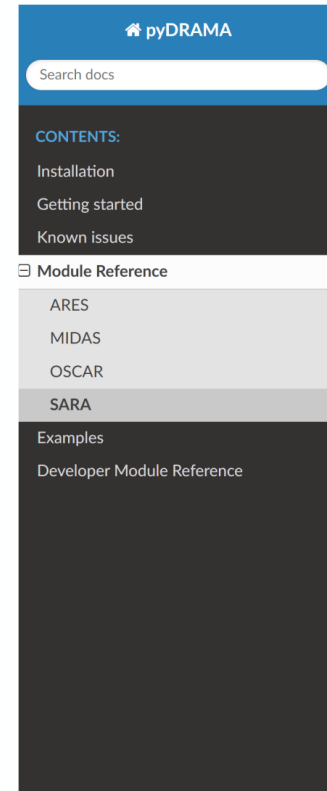 pyDRAMA
Search docs
CONTENTS:
Installation
Getting started
Known issues
Module Reference
ARES
MIDAS
OSCAR
SARA
Examples
Developer Module Reference